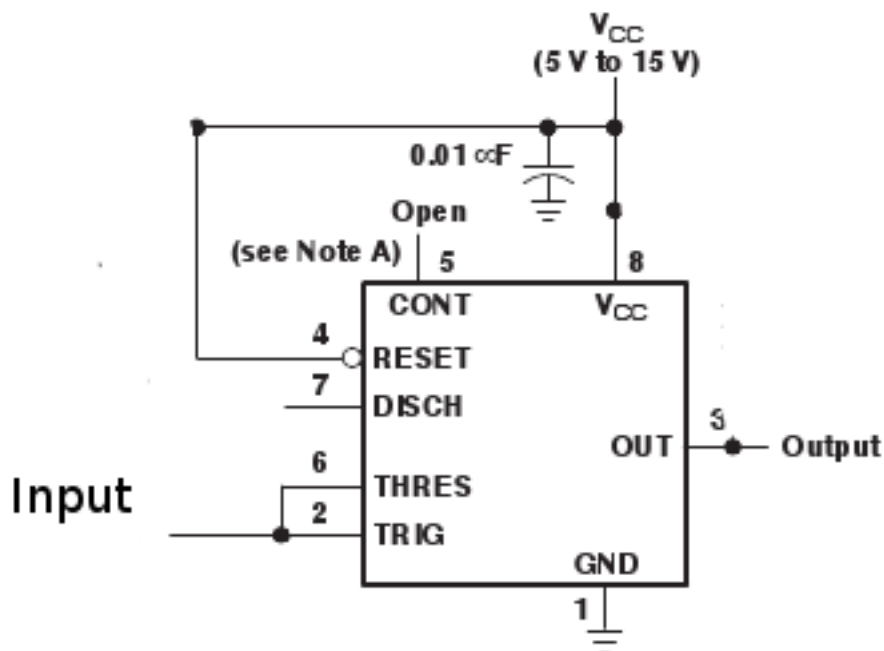 VCC
(5 V to 15 V)
0.01 ∝F
Open
(see Note A)
5
8
CONT
VCC
4
RESET
7
DISCH
3
OUT
Output
6
THRES
Input
2
TRIG
GND
1